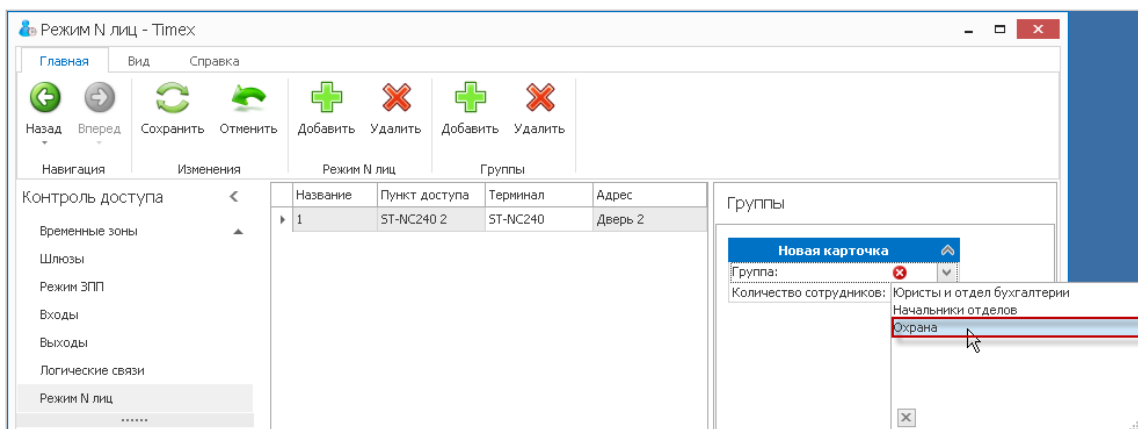 Режим N лиц - Timex
Главная Вид Справка
Назад Вперед Сохранить Отменить Добавить Удалить Добавить Удалить
Навигация Изменения Режим N лиц Группы
Контроль доступа
Временные зоны
Шлюзы
Режим ЗПП
Входы
Выходы
Логические связи
Режим N лиц
Название Пункт доступа Терминал Адрес
1 ST-NC240 2 ST-NC240 Дверь 2
Группы
Новая карточка
Группа:
Количество сотрудников:
Юристы и отдел бухгалтерии
Начальники отделов
Охрана